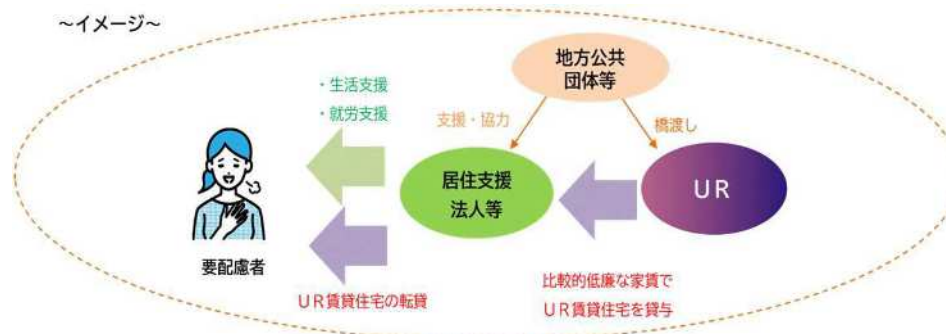 ～イメージ～
地方公共
団体等
・生活支援
・就労支援
支援・協力
橋渡し
居住支援
法人等
ＵＲ
要配慮者
ＵＲ賃貸住宅の転貸
比較的低廉な家賃で
ＵＲ賃貸住宅を貸与